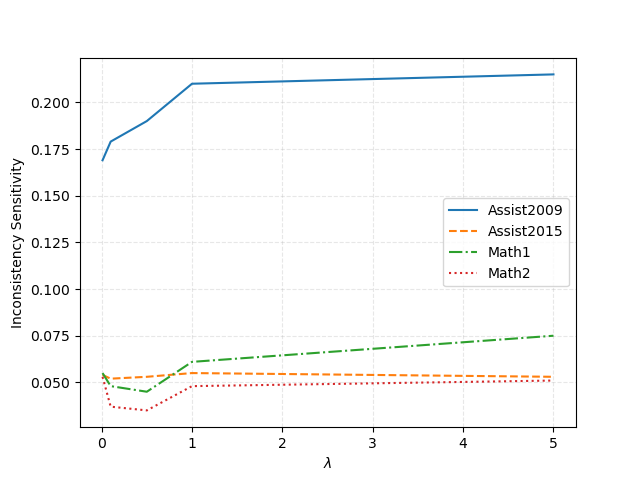 0.200
0.175
0.150
0.125
0.100
0.075
0.050
Inconsistency Sensitivity
Assist2009
Assist2015
Math1
Math2
0 1 2 3 4 5
λ